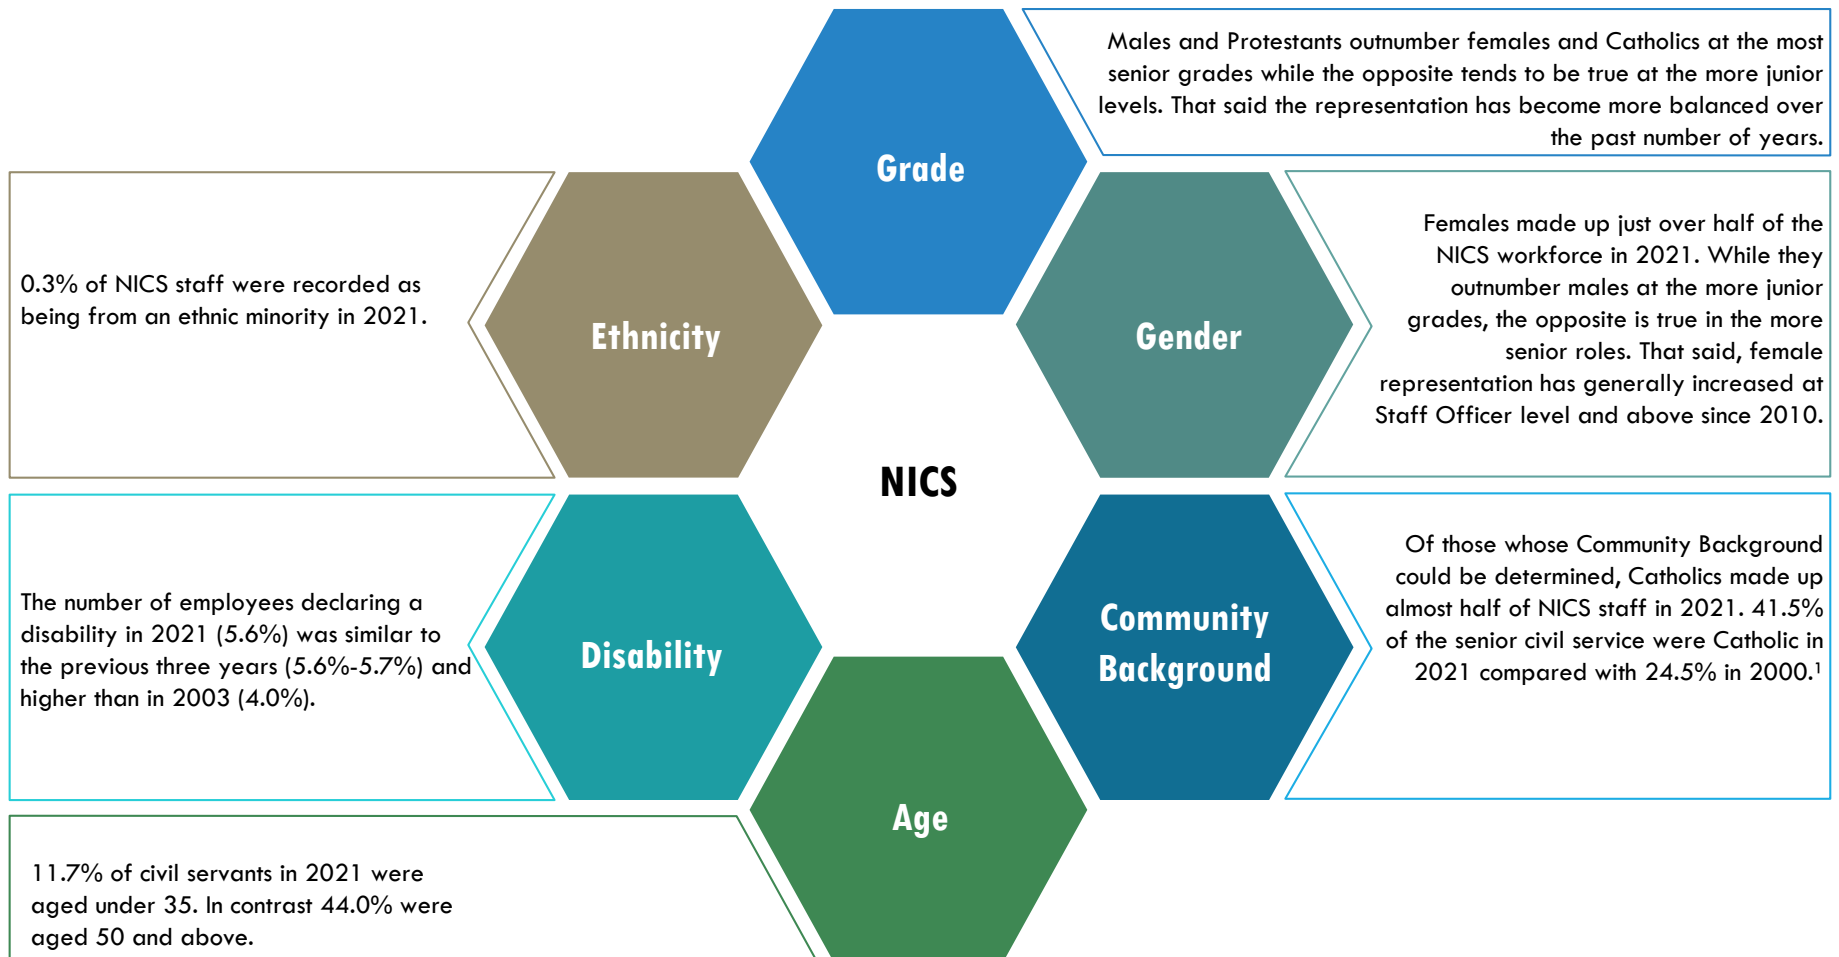 Grade
Males and Protestants outnumber females and Catholics at the most
senior grades while the opposite tends to be true at the more junior
levels. That said the representation has become more balanced over
the past number of years.
Ethnicity
0.3% of NICS staff were recorded as
being from an ethnic minority in 2021.
Gender
Females made up just over half of the
NICS workforce in 2021. While they
outnumber males at the more junior
grades, the opposite is true in the more
senior roles. That said, female
representation has generally increased at
Staff Officer level and above since 2010.
NICS
Disability
The number of employees declaring a
disability in 2021 (5.6%) was similar to
the previous three years (5.6%-5.7%) and
higher than in 2003 (4.0%).
Community
Background
Of those whose Community Background
could be determined, Catholics made up
almost half of NICS staff in 2021. 41.5%
of the senior civil service were Catholic in
2021 compared with 24.5% in 2000.¹
Age
11.7% of civil servants in 2021 were
aged under 35. In contrast 44.0% were
aged 50 and above.